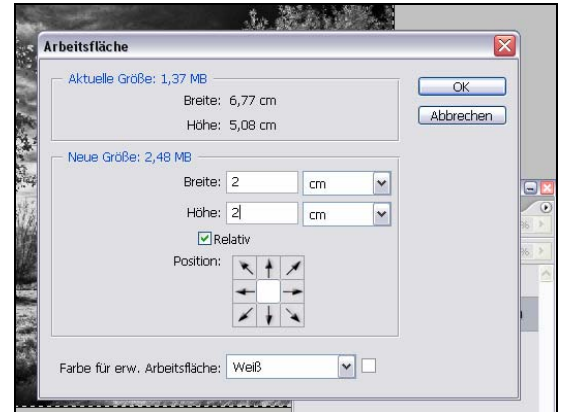 Arbeitsfläche
Aktuelle Größe: 1,37 MB
Breite: 6,77 cm
Höhe: 5,08 cm
OK
Abbrechen
Neue Größe: 2,48 MB
Breite: 2 cm
Höhe: 2 cm
Relativ
Position:
Farbe für erw. Arbeitsfläche: Weiß
%
%